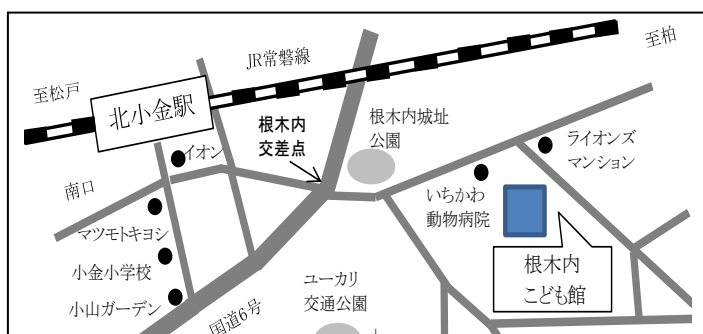 JR常磐線
至柏
至松戸
北小金駅
根木内
交差点
根木内城址
公園
ライオンズ
マンション
イオン
南口
いちかわ
動物病院
マツモトキヨシ
小金小学校
小山ガーデン
国道6号
ユーカリ
交通公園
根木内
こども館